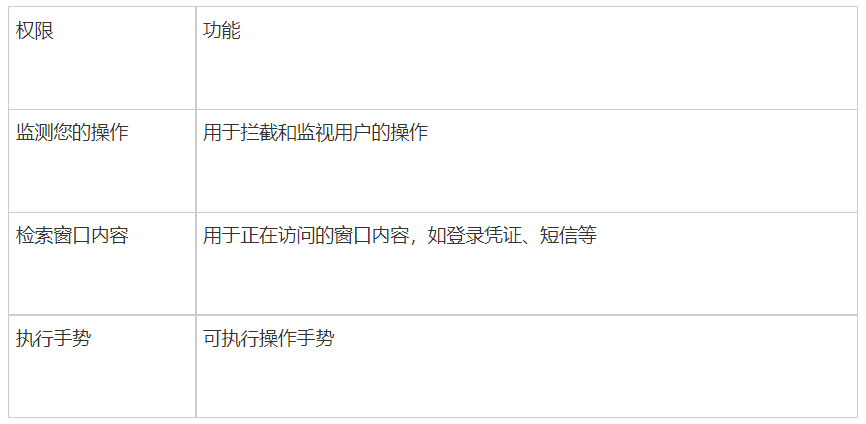 权限 功能
监测您的操作 用于拦截和监视用户的操作
检索窗口内容 用于正在访问的窗口内容，如登录凭证、短信等
执行手势 可执行操作手势